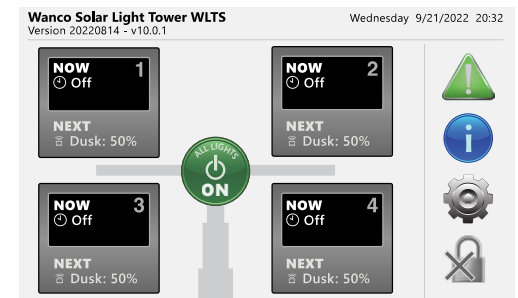 Wanco Solar Light Tower WLTS
Wednesday 9/21/2022 20:32
Version 20220814 - v10.0.1
NOW 1
Off
NEXT
Dusk: 50%
NOW 2
Off
NEXT
Dusk: 50%
ALL LIGHTS
ON
NOW 3
Off
NEXT
Dusk: 50%
NOW 4
Off
NEXT
Dusk: 50%